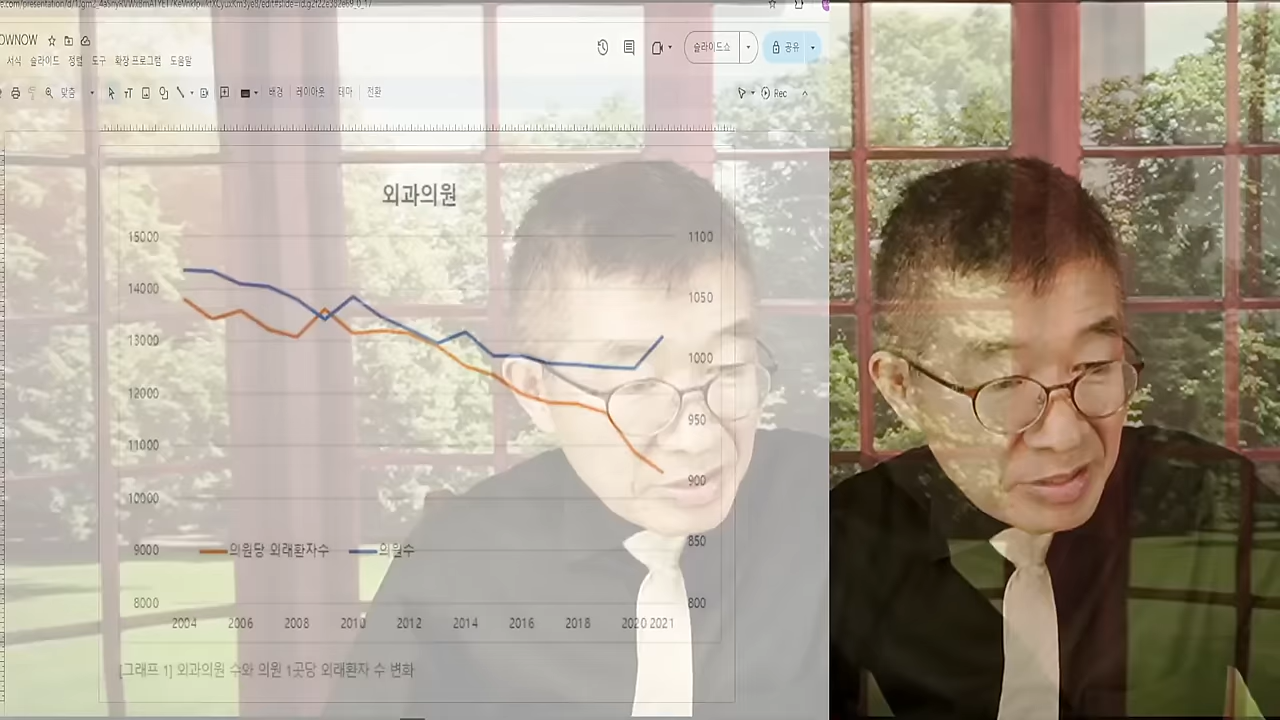 OWNOW
슬라이드쇼
공유
서식 슬라이드 정렬 도구 확장 프로그램 도움말
맞춤 배경 레이아웃 테마 전환 Rec
외과의원
15000 1100
14000 1050
13000 1000
12000 950
11000 900
10000 850
9000 800
8000
의원당 외래환자수 의원수
2004 2006 2008 2010 2012 2014 2016 2018 2020 2021
[그래프 1] 외과의원 수와 의원 1곳당 외래환자 수 변화